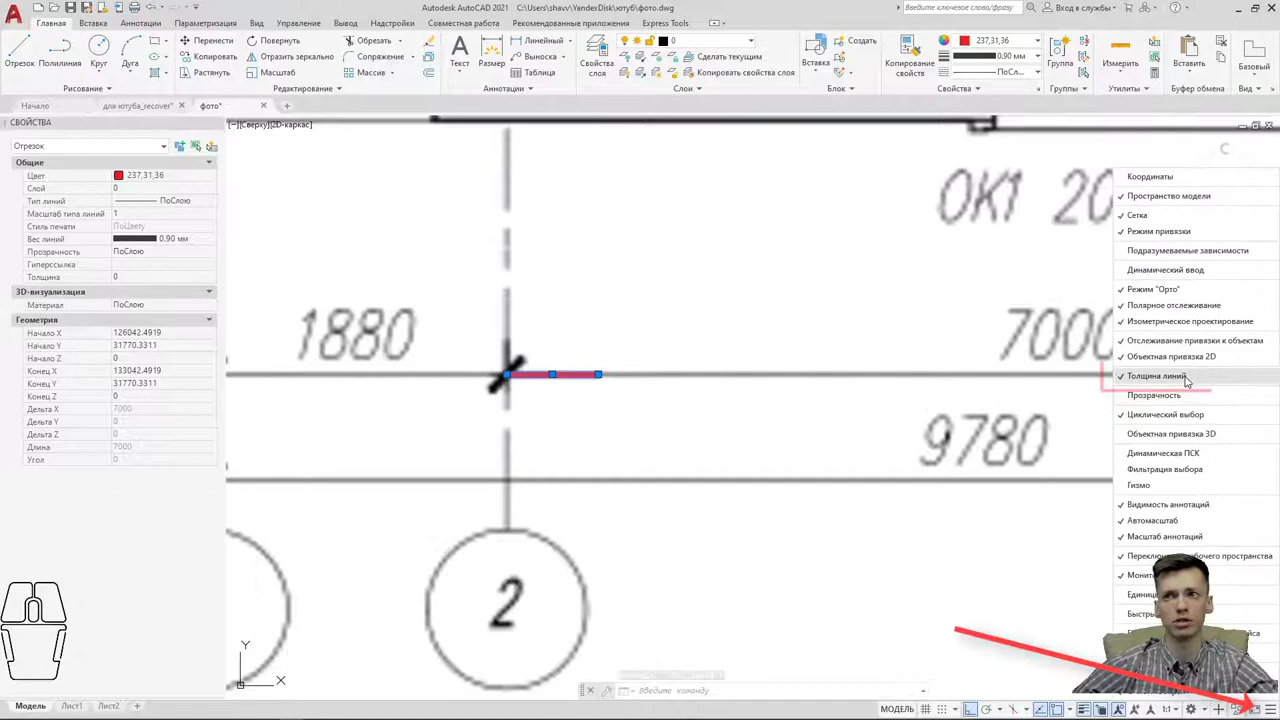 Autodesk AutoCAD 2021 C:\Users\shavv\YandexDisk\ютуб\фото.dwg
Введите ключевое слово/фразу
Вход в службы
Главная Вставка Аннотации Параметризация Вид Управление Вывод Надстройки Совместная работа Рекомендованные приложения Express Tools
Отрезок Полилиния Круг Дуга
Перенести Повернуть Обрезать
Копировать Отзеркалить Сопряжение
Растянуть Масштаб Массив
Текст Размер
Линейный
Выноска
Таблица
Свойства слоя
0
Сделать текущим
Копировать свойства слоя
Вставка
Создать
Редактировать
Копирование свойств
237,31,36
0.90 мм
ПоСл...
Группа
Измерить
Вставить
Базовый
Рисование Редактирование Аннотации Слои Блок Свойства Группы Утилиты Буфер обмена Вид
Начало для ютуба_recover* фото*
СВОЙСТВА
[−][Сверху][2D-каркас]
Отрезок
Общие
Цвет 237,31,36
Слой 0
Тип линий ПоСлою
Масштаб типа линий 1
Стиль печати ПоЦвету
Вес линий 0.90 мм
Прозрачность ПоСлою
Гиперссылка
Толщина 0
3D-визуализация
Материал ПоСлою
Геометрия
Начало X 126042.4919
Начало Y 31770.3311
Начало Z 0
Конец X 133042.4919
Конец Y 31770.3311
Конец Z 0
Дельта X 7000
Дельта Y 0
Дельта Z 0
Длина 7000
Угол 0
ОК1 20
1880
7000
9780
2
Y
X
С
Координаты
Пространство модели
Сетка
Режим привязки
Подразумеваемые зависимости
Динамический ввод
Режим "Орто"
Полярное отслеживание
Изометрическое проектирование
Отслеживание привязки к объектам
Объектная привязка 2D
Толщина линий
Прозрачность
Циклический выбор
Объектная привязка 3D
Динамическая ПСК
Фильтрация выбора
Гизмо
Видимость аннотаций
Автомасштаб
Масштаб аннотаций
Введите команду
Модель Лист1 Лист2 +
МОДЕЛЬ
1:1